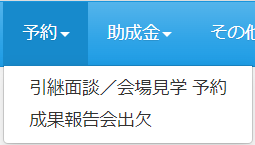 予約 助成金 その他
引継面談／会場見学 予約
成果報告会出欠